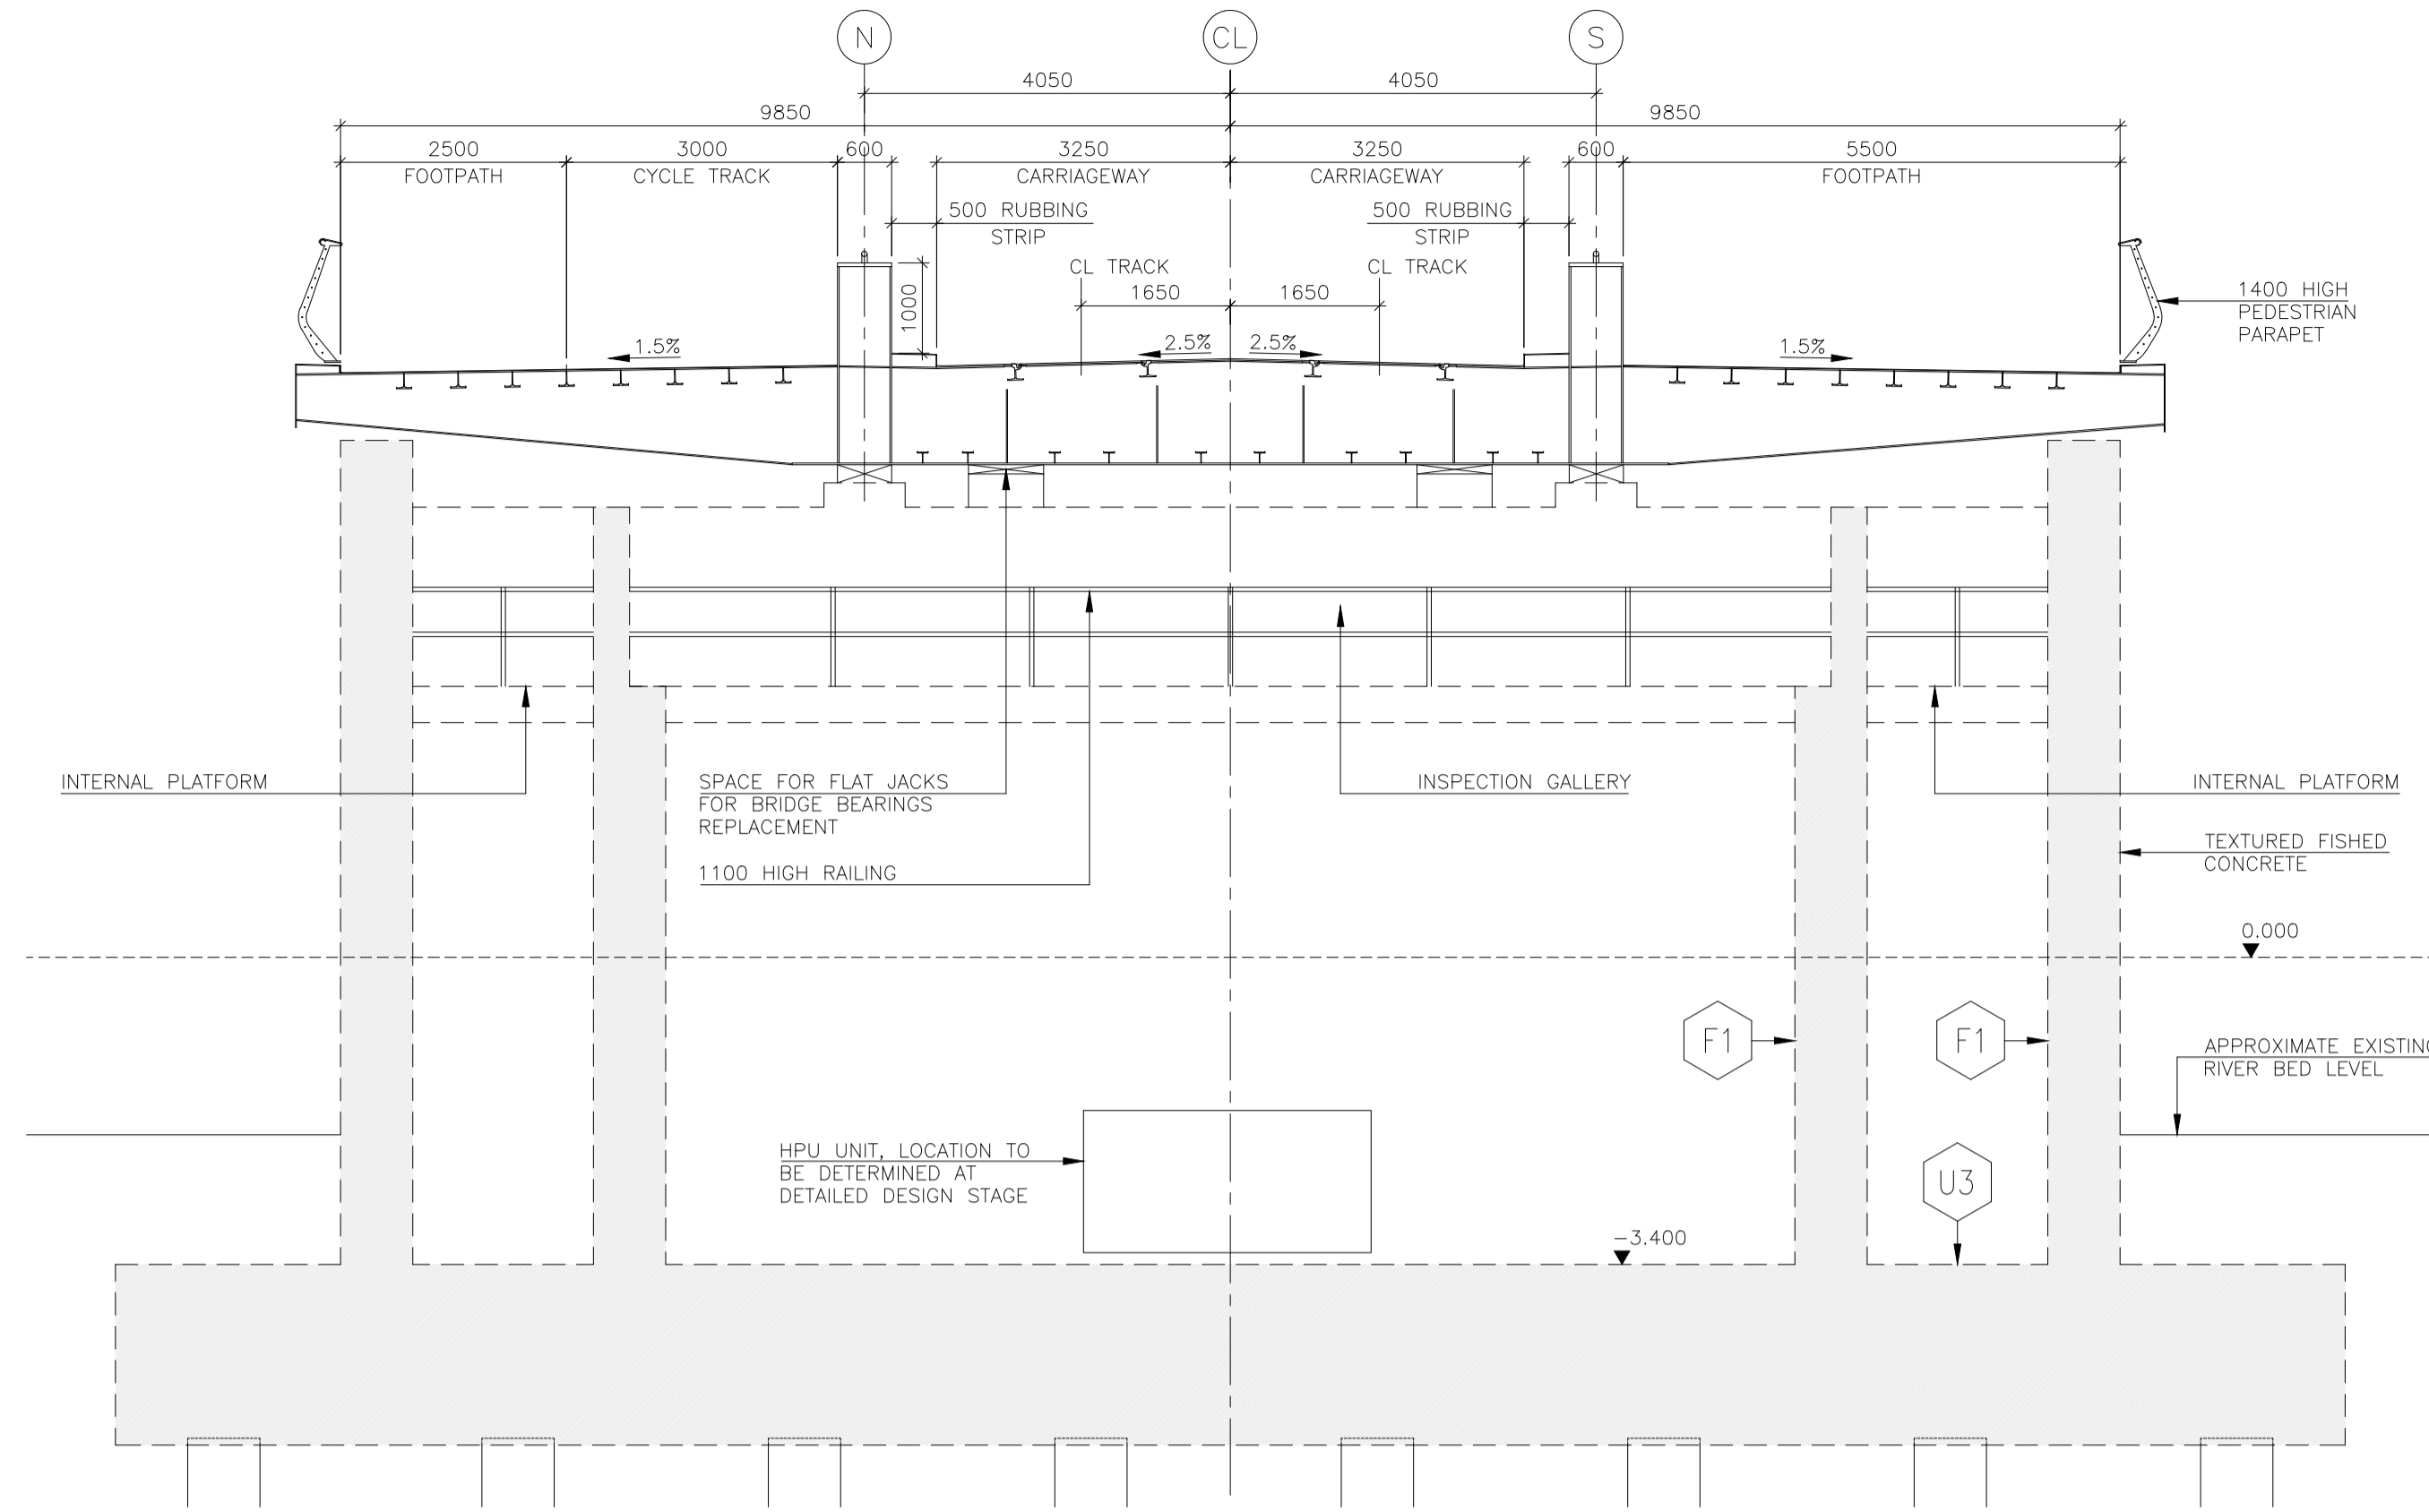 N
CL
S
4050
4050
9850
9850
2500
3000
600
3250
3250
600
5500
FOOTPATH
CYCLE TRACK
CARRIAGEWAY
CARRIAGEWAY
FOOTPATH
500 RUBBING
STRIP
500 RUBBING
STRIP
CL TRACK
CL TRACK
1650
1650
1000
1400 HIGH
PEDESTRIAN
PARAPET
1.5%
2.5%
2.5%
1.5%
INTERNAL PLATFORM
SPACE FOR FLAT JACKS
FOR BRIDGE BEARINGS
REPLACEMENT
INSPECTION GALLERY
INTERNAL PLATFORM
1100 HIGH RAILING
TEXTURED FISHED
CONCRETE
0.000
F1
F1
APPROXIMATE EXISTING
RIVER BED LEVEL
HPU UNIT, LOCATION TO
BE DETERMINED AT
DETAILED DESIGN STAGE
U3
-3.400